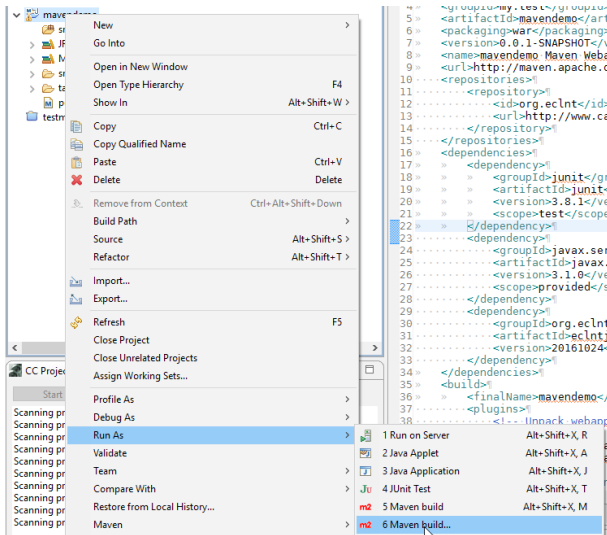 mavendemo
New
Go Into
Open in New Window
Open Type Hierarchy F4
Show In Alt+Shift+W >
Copy Ctrl+C
Copy Qualified Name
Paste Ctrl+V
Delete Delete
Remove from Context Ctrl+Alt+Shift+Down
Build Path
Source Alt+Shift+S >
Refactor Alt+Shift+T >
Import...
Export...
Refresh F5
Close Project
Close Unrelated Projects
Assign Working Sets...
Profile As
Debug As
Run As
Validate
Team
Compare With
Restore from Local History...
Maven
1 Run on Server Alt+Shift+X, R
2 Java Applet Alt+Shift+X, A
3 Java Application Alt+Shift+X, J
4 JUnit Test Alt+Shift+X, T
5 Maven build Alt+Shift+X, M
6 Maven build...
CC Projec
Start
Scanning pr
Scanning pr
Scanning pr
Scanning pr
Scanning pr
Scanning pr
Scanning pr
Scanning pr
Scanning pr
Scanning pr
5 <artifactId>mavendemo</art
6 <packaging>war</packaging>
7 <version>0.0.1-SNAPSHOT</v
8 <name>mavendemo Maven Weba
9 <url>http://maven.apache.o
10 <repositories>¶
11 <repository>¶
12 <id>org.eclnt</id>
13 <url>http://www.ca
14 </repository>¶
15 </repositories>¶
16 <dependencies>¶
17 <dependency>¶
18 <groupId>junit</gr
19 <artifactId>junit<
20 <version>3.8.1</ve
21 <scope>test</scope
22 </dependency>¶
23 <dependency>¶
24 <groupId>javax.ser
25 <artifactId>javax.
26 <version>3.1.0</ve
27 <scope>provided</s
28 </dependency>¶
29 <dependency>¶
30 <groupId>org.eclnt
31 <artifactId>eclntj
32 <version>20161024<
33 </dependency>¶
34 </dependencies>¶
35 <build>¶
36 <finalName>mavendemo</
37 <plugins>¶
38 <!-- Unpack webapp